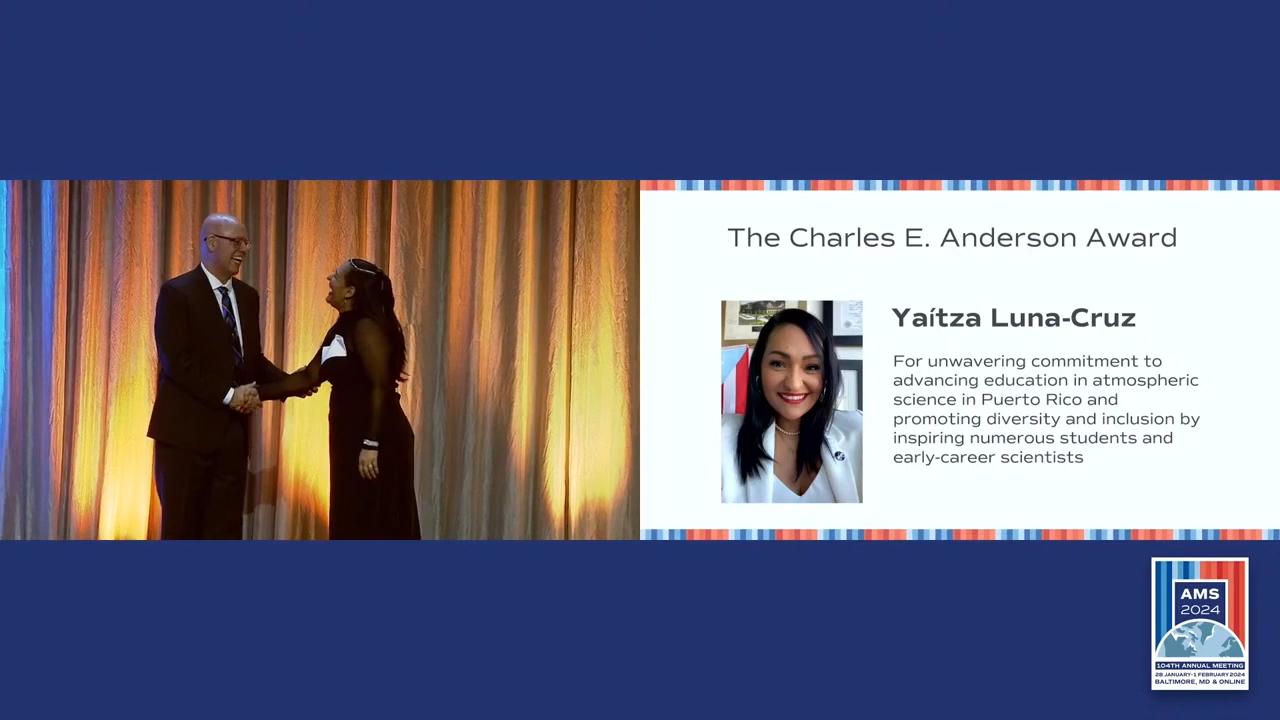 The Charles E. Anderson Award
Yaítza Luna-Cruz
For unwavering commitment to
advancing education in atmospheric
science in Puerto Rico and
promoting diversity and inclusion by
inspiring numerous students and
early-career scientists
AMS
2024
104TH ANNUAL MEETING
28 JANUARY-1 FEBRUARY 2024
BALTIMORE, MD & ONLINE